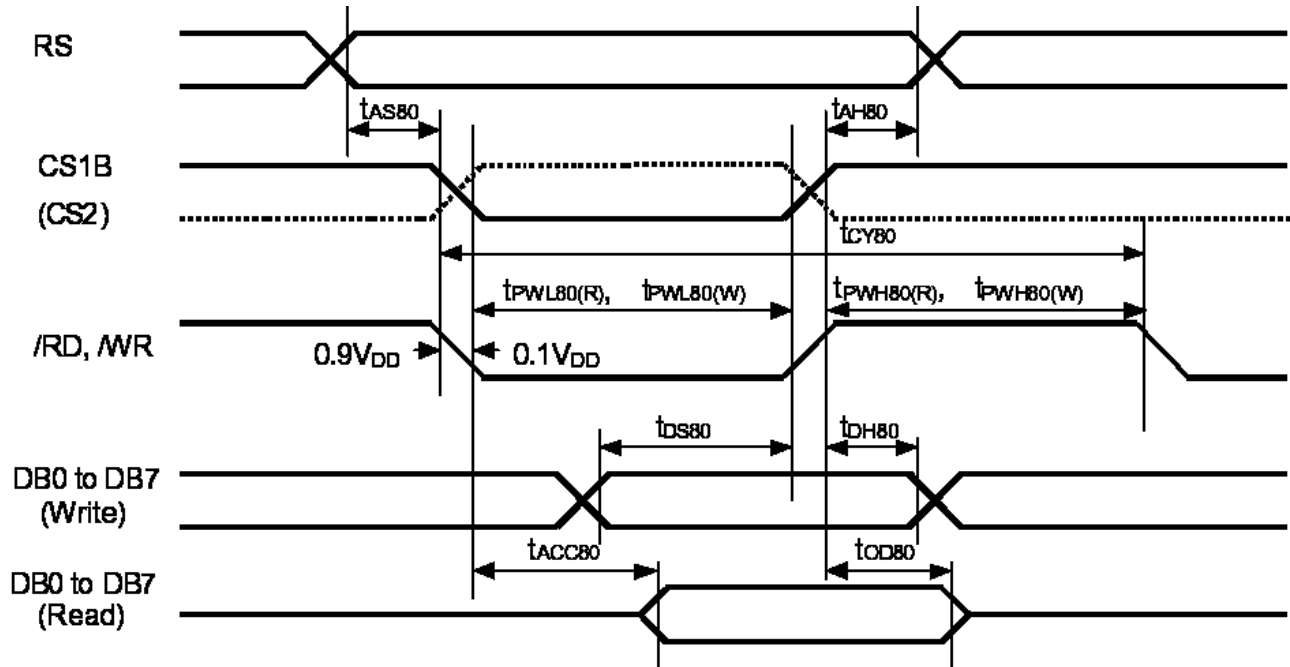 RS
tAS80
tAH80
CS1B
(CS2)
tCY80
tPWL80(R), tPWL80(W)
tPWH80(R), tPWH80(W)
/RD, /WR
0.9VDD
0.1VDD
tDS80
tDH80
DB0 to DB7
(Write)
tACC80
tOD80
DB0 to DB7
(Read)